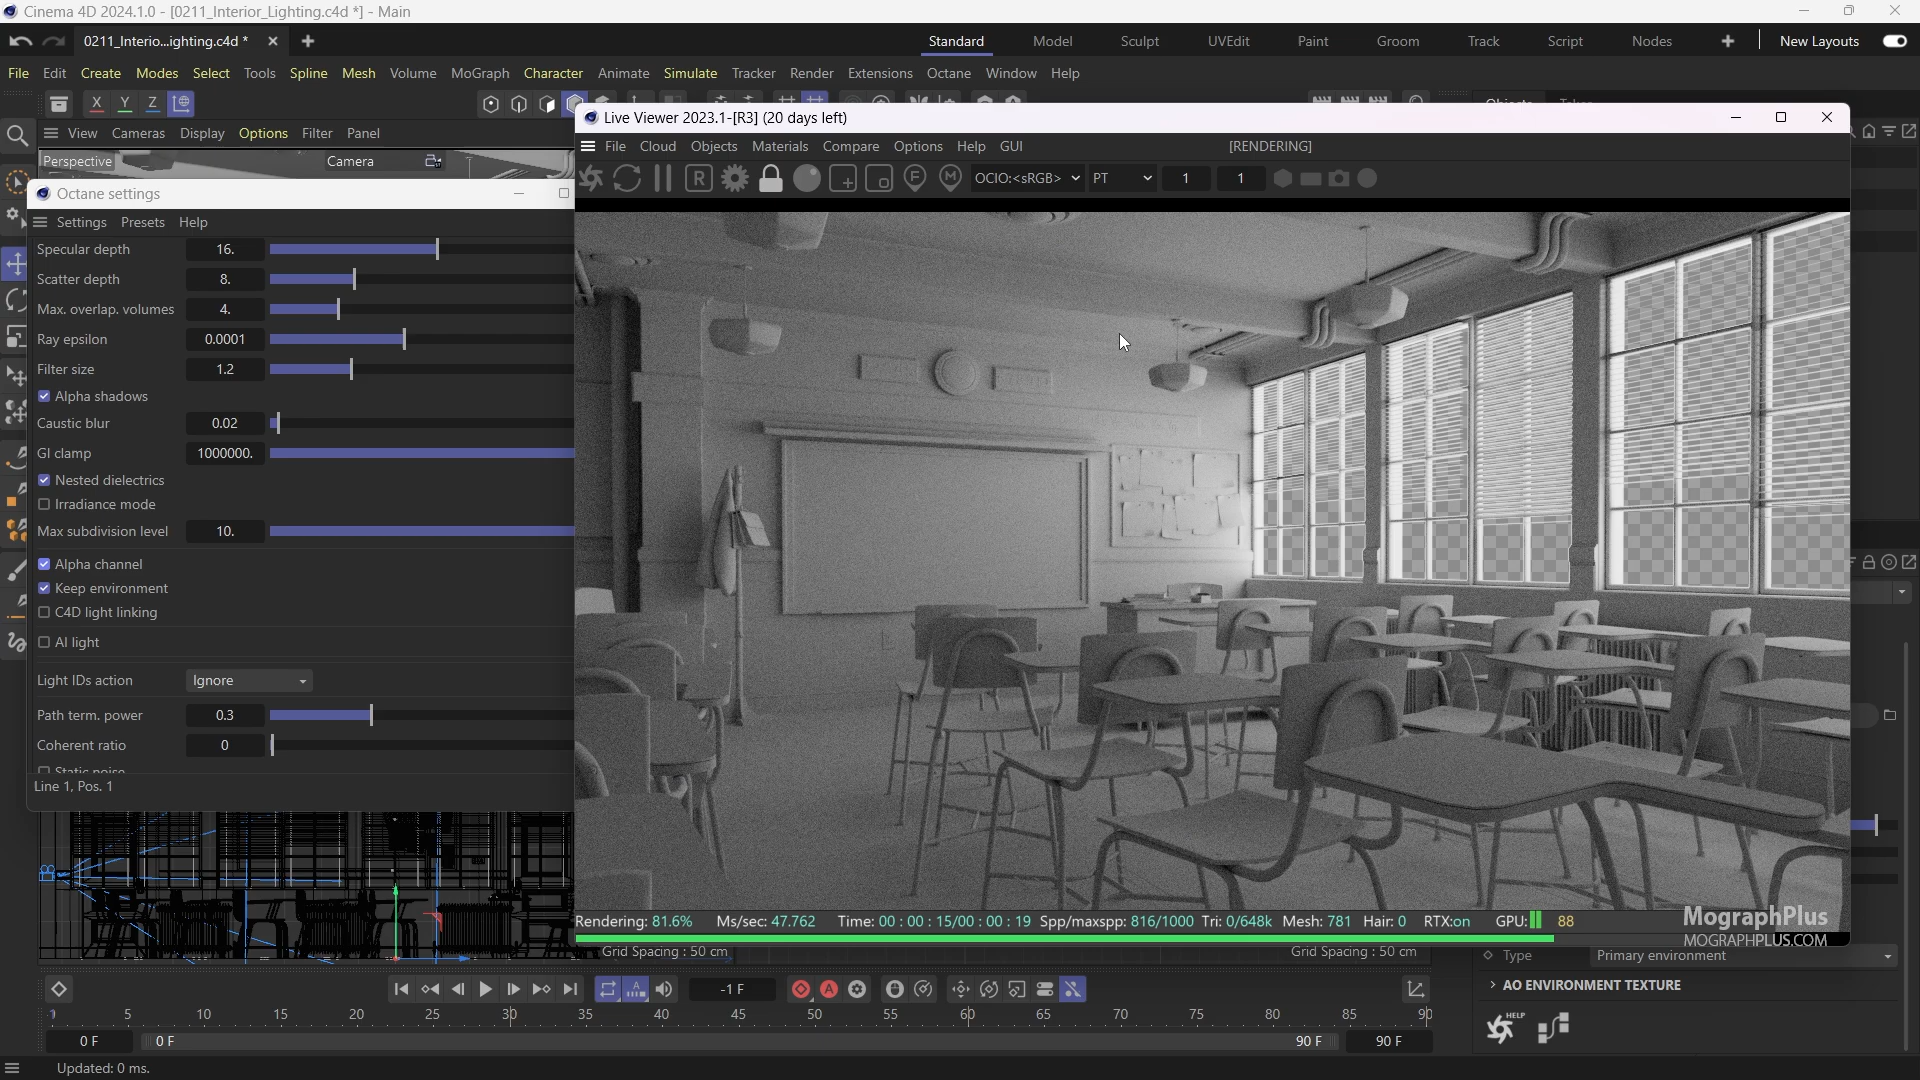 Cinema 4D 2024.1.0 - [0211_Interior_Lighting.c4d *] - Main
0211_Interio...ighting.c4d *
Standard Model Sculpt UVEdit Paint Groom Track Script Nodes New Layouts
File Edit Create Modes Select Tools Spline Mesh Volume MoGraph Character Animate Simulate Tracker Render Extensions Octane Window Help
X Y Z
View Cameras Display Options Filter Panel
Perspective Camera
Live Viewer 2023.1-[R3] (20 days left)
File Cloud Objects Materials Compare Options Help GUI [RENDERING]
R M OCIO:<sRGB> PT 1 1
Octane settings
Settings Presets Help
Specular depth 16.
Scatter depth 8.
Max. overlap. volumes 4.
Ray epsilon 0.0001
Filter size 1.2
Alpha shadows
Caustic blur 0.02
GI clamp 1000000.
Nested dielectrics
Irradiance mode
Max subdivision level 10.
Alpha channel
Keep environment
C4D light linking
AI light
Light IDs action Ignore
Path term. power 0.3
Coherent ratio 0
Static noise
Line 1, Pos. 1
Rendering: 81.6% Ms/sec: 47.762 Time: 00 : 00 : 15/00 : 00 : 19 Spp/maxspp: 816/1000 Tri: 0/648k Mesh: 781 Hair: 0 RTX:on GPU: 88
MographPlus
MOGRAPHPLUS.COM
Grid Spacing : 50 cm Grid Spacing : 50 cm
Type Primary environment
AO ENVIRONMENT TEXTURE
HELP
-1 F
5 10 15 20 25 30 35 40 45 50 55 60 65 70 75 80 85 90
0 F 0 F 90 F 90 F
Updated: 0 ms.